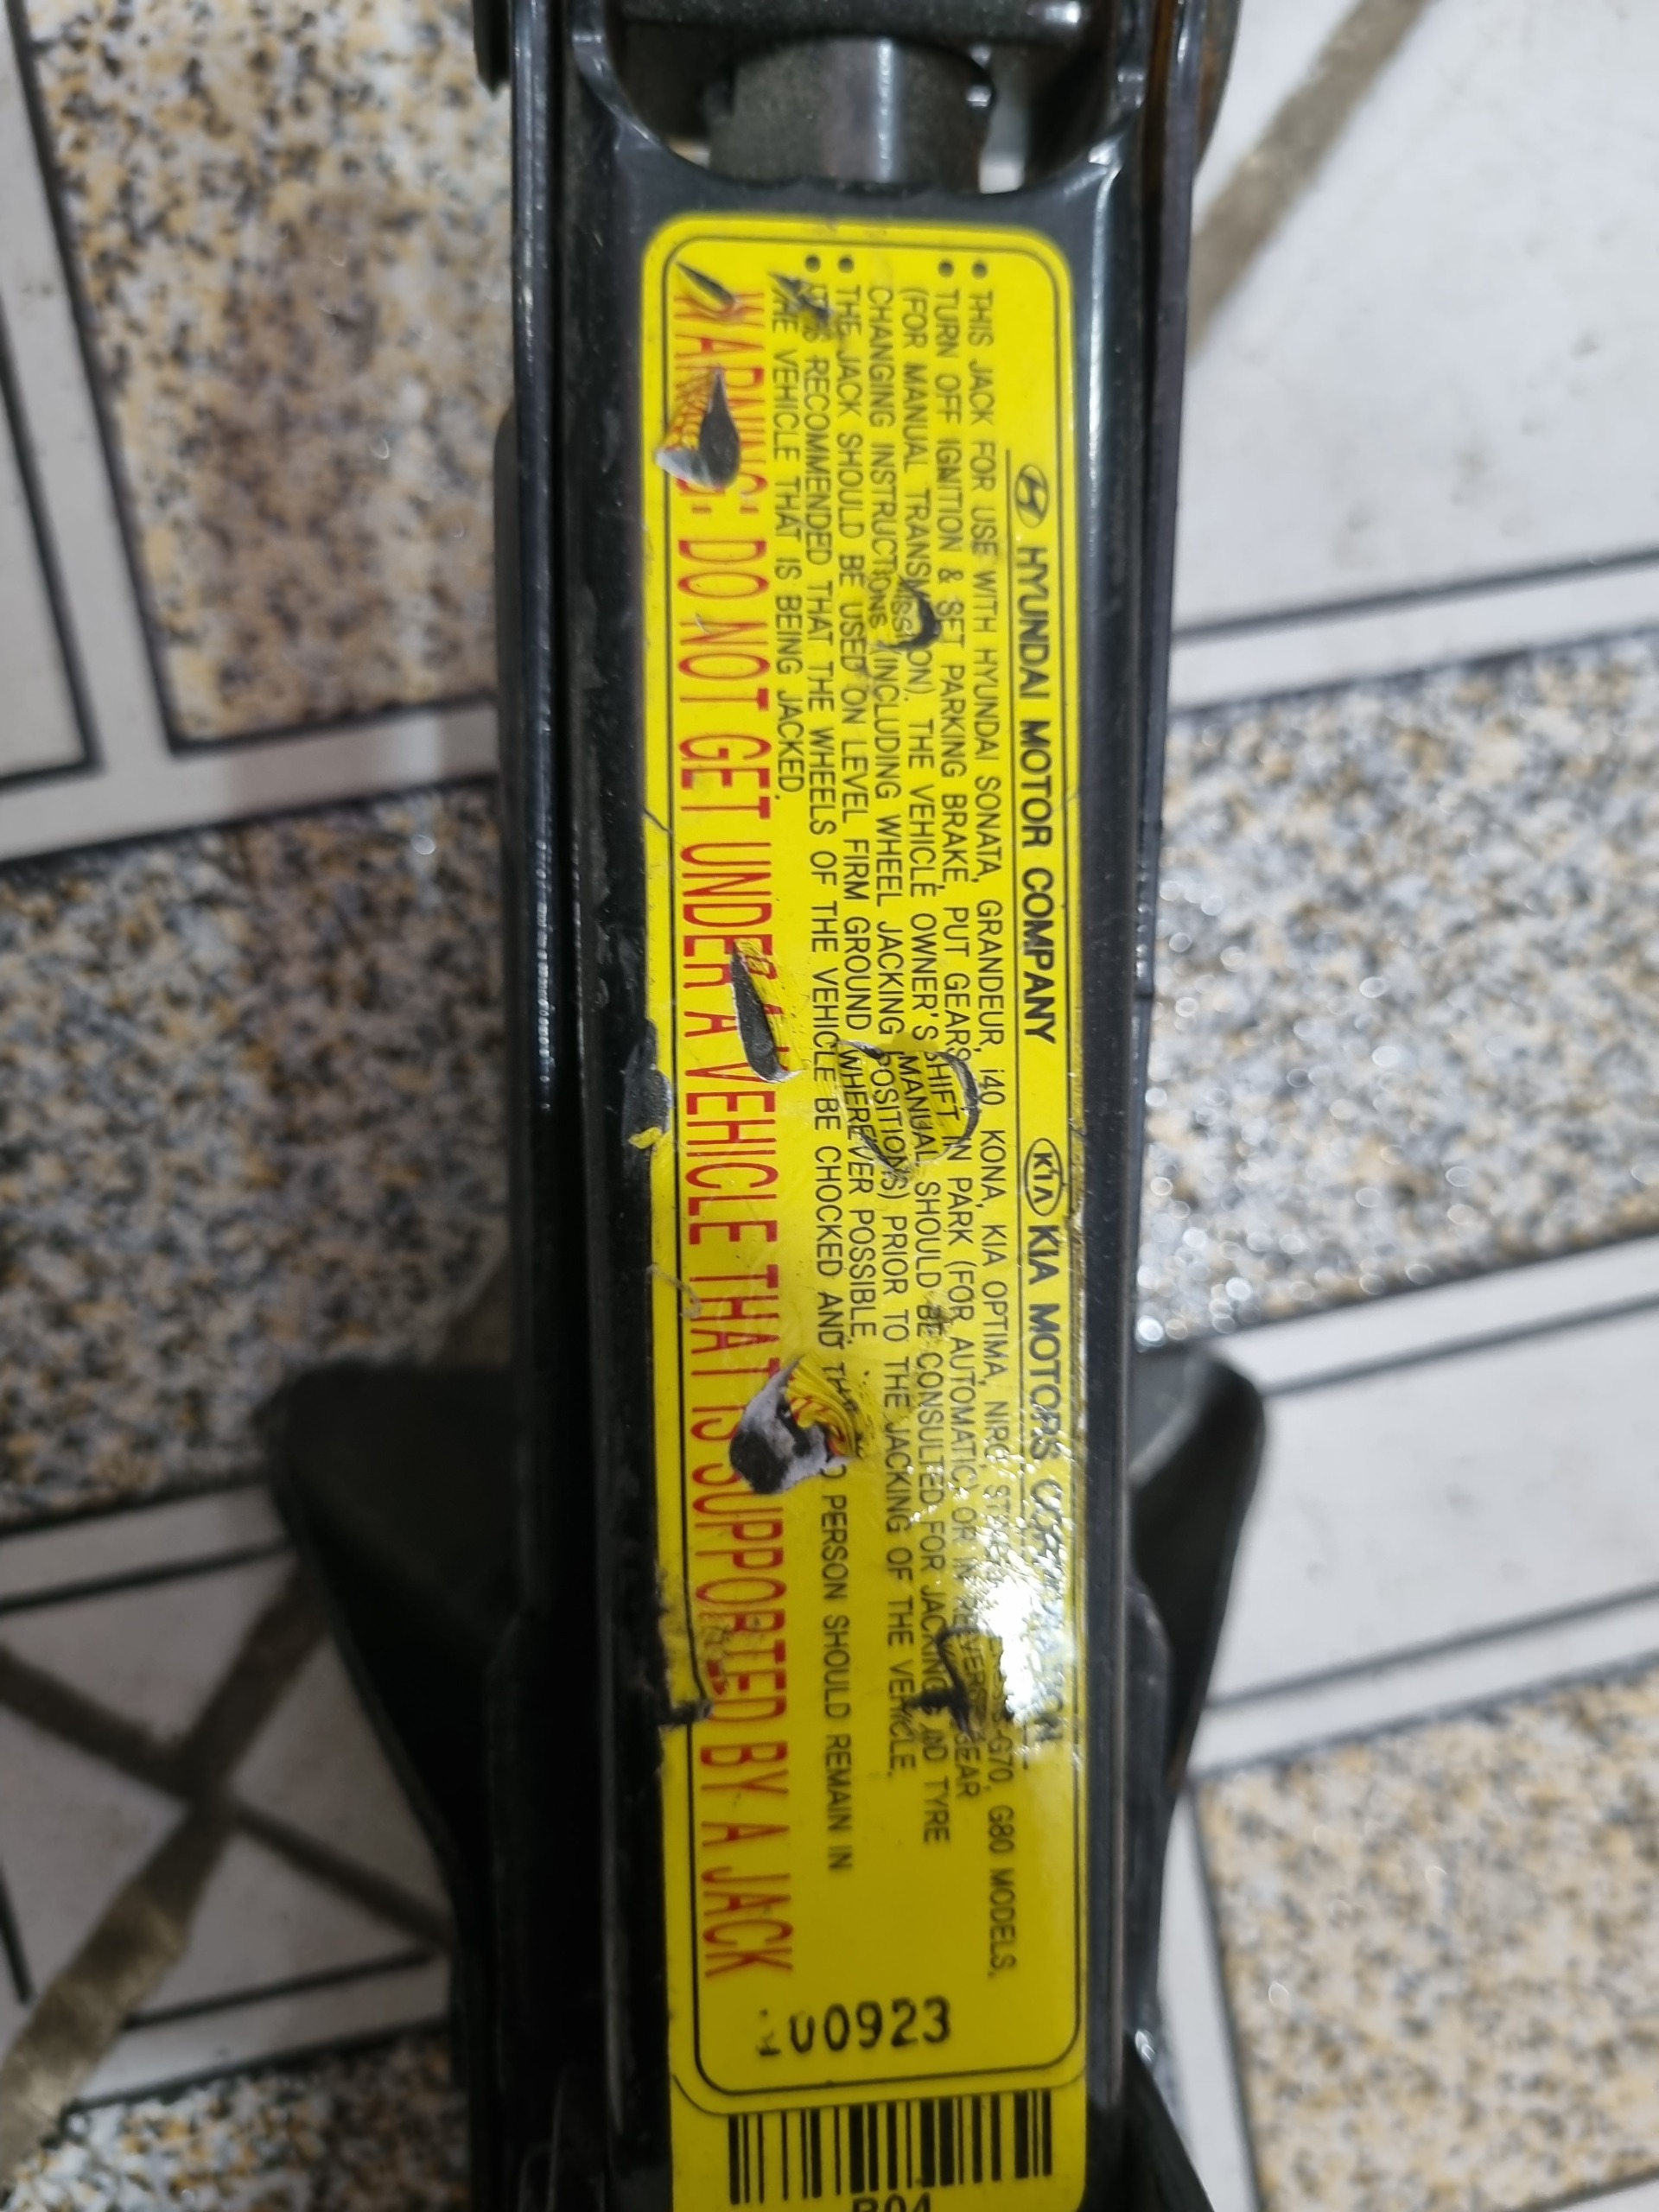 HYUNDAI MOTOR COMPANY KIA KIA MOTORS
• THIS JACK FOR USE WITH HYUNDAI SONATA, GRANDEUR, i40, KONA, KIA OPTIMA, NIRO, G70, G80 MODELS.
• TURN OFF IGNITION & SET PARKING BRAKE, PUT GEARSHIFT IN PARK (FOR AUTOMATIC) OR IN REVERSE GEAR
(FOR MANUAL TRANSMISSION). THE VEHICLE OWNER'S MANUAL SHOULD BE CONSULTED FOR JACKING AND TYRE
CHANGING INSTRUCTIONS (INCLUDING WHEEL JACKING POSITIONS) PRIOR TO THE JACKING OF THE VEHICLE.
• THE JACK SHOULD BE USED ON LEVEL FIRM GROUND WHEREVER POSSIBLE.
• RECOMMENDED THAT THE WHEELS OF THE VEHICLE BE CHOCKED AND PERSON SHOULD REMAIN IN
THE VEHICLE THAT IS BEING JACKED.
WARNING: DO NOT GET UNDER A VEHICLE THAT IS SUPPORTED BY A JACK
00923